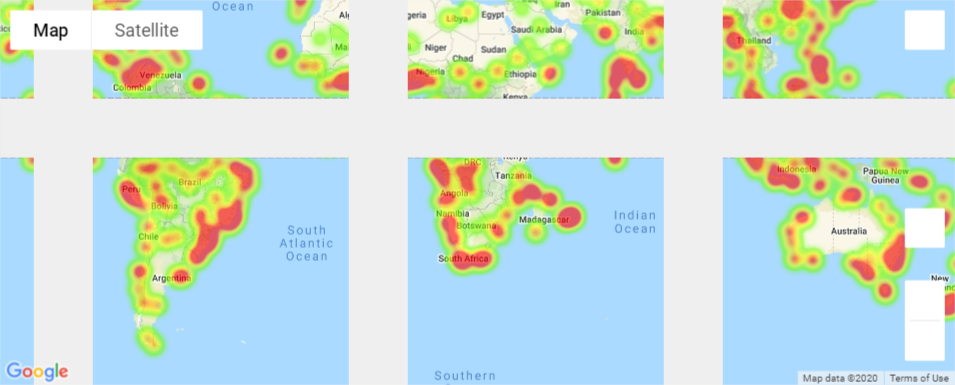 Ocean
Map
Satellite
Libya
Egypt
Iran
Pakistan
Saudi Arabia
India
Niger
Chad
Sudan
Nigeria
Ethiopia
Kenya
Thailand
Venezuela
Colombia
Peru
Brazil
Bolivia
Chile
Argentina
South
Atlantic
Ocean
DRC
Tanzania
Angola
Namibia
Botswana
Madagascar
South Africa
Indian
Ocean
Indonesia
Papua New
Guinea
Australia
New
Southern
Google
Map data ©2020
Terms of Use